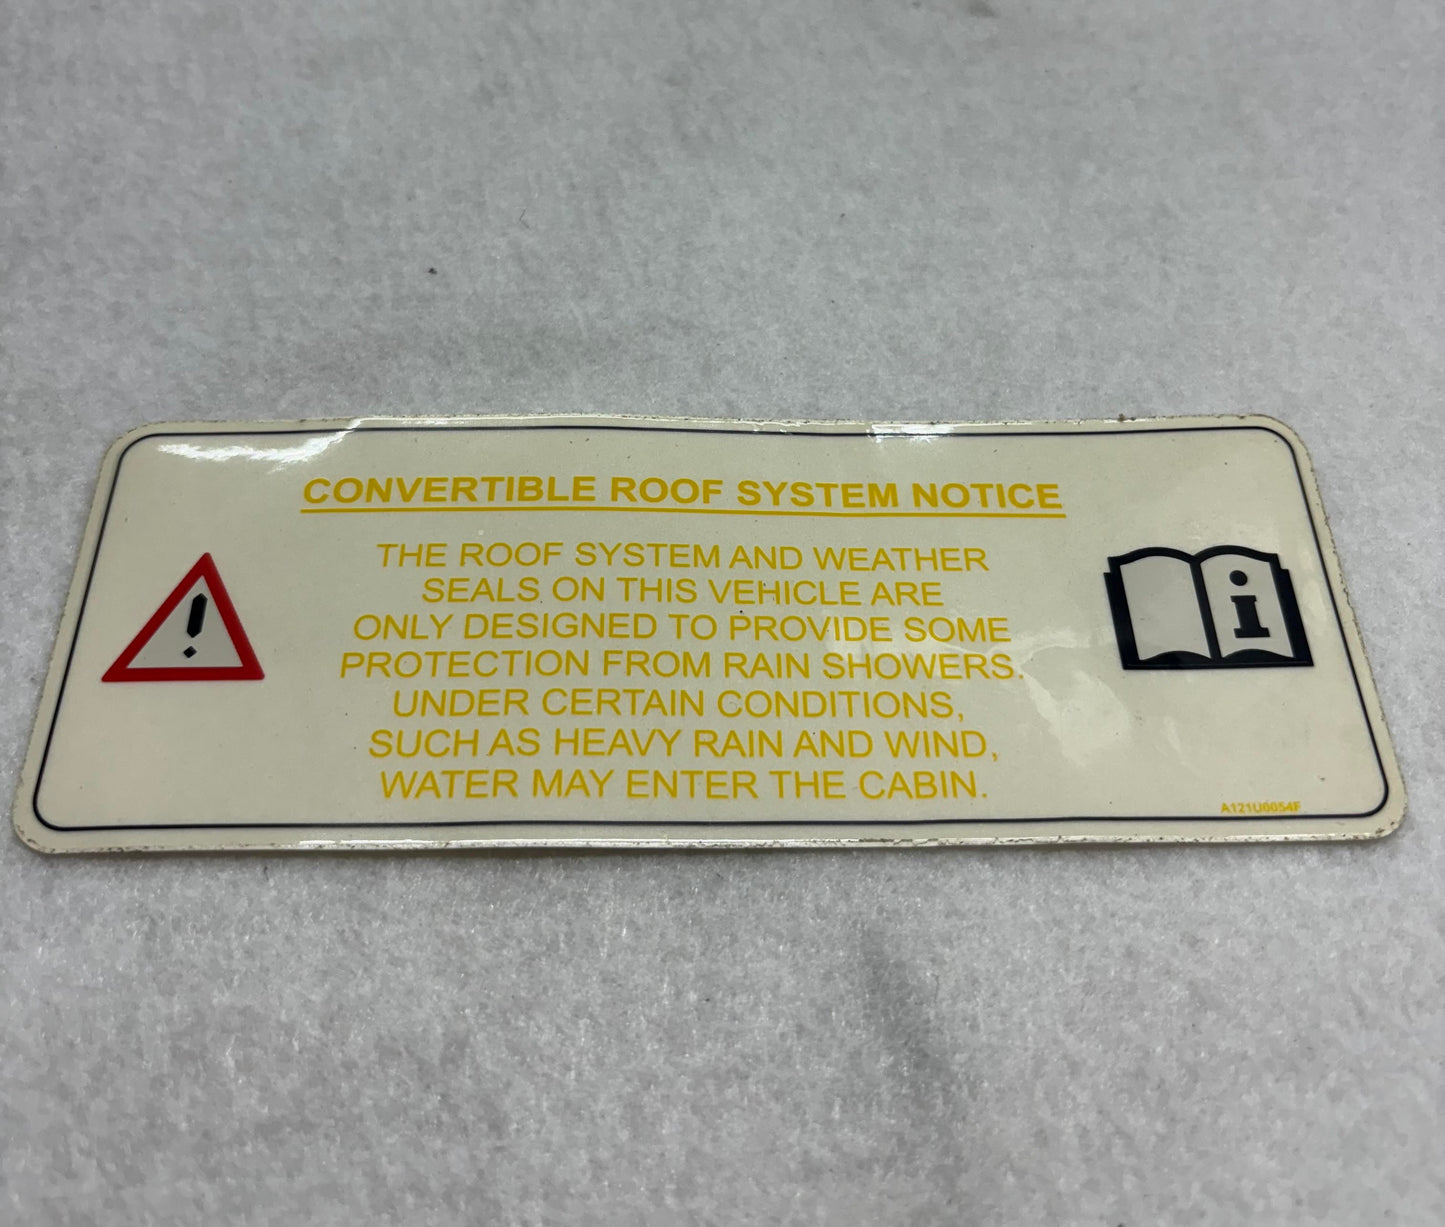 CONVERTIBLE ROOF SYSTEM NOTICE
THE ROOF SYSTEM AND WEATHER
SEALS ON THIS VEHICLE ARE
ONLY DESIGNED TO PROVIDE SOME
PROTECTION FROM RAIN SHOWERS.
UNDER CERTAIN CONDITIONS,
SUCH AS HEAVY RAIN AND WIND,
WATER MAY ENTER THE CABIN.
A121U0054F